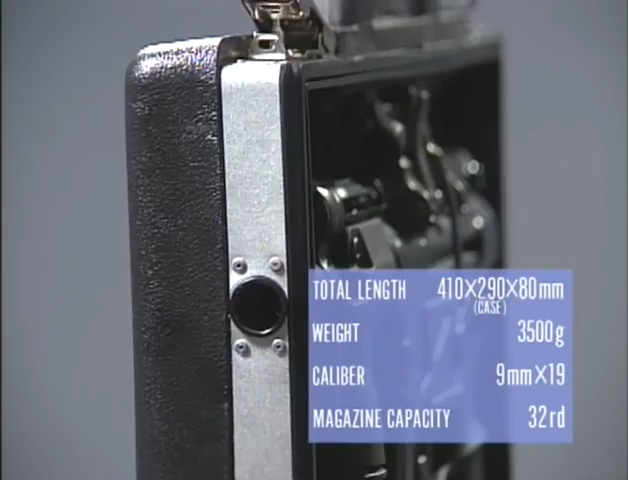 TOTAL LENGTH 410×290×80mm
(CASE)
WEIGHT 3500g
CALIBER 9mm×19
MAGAZINE CAPACITY 32rd